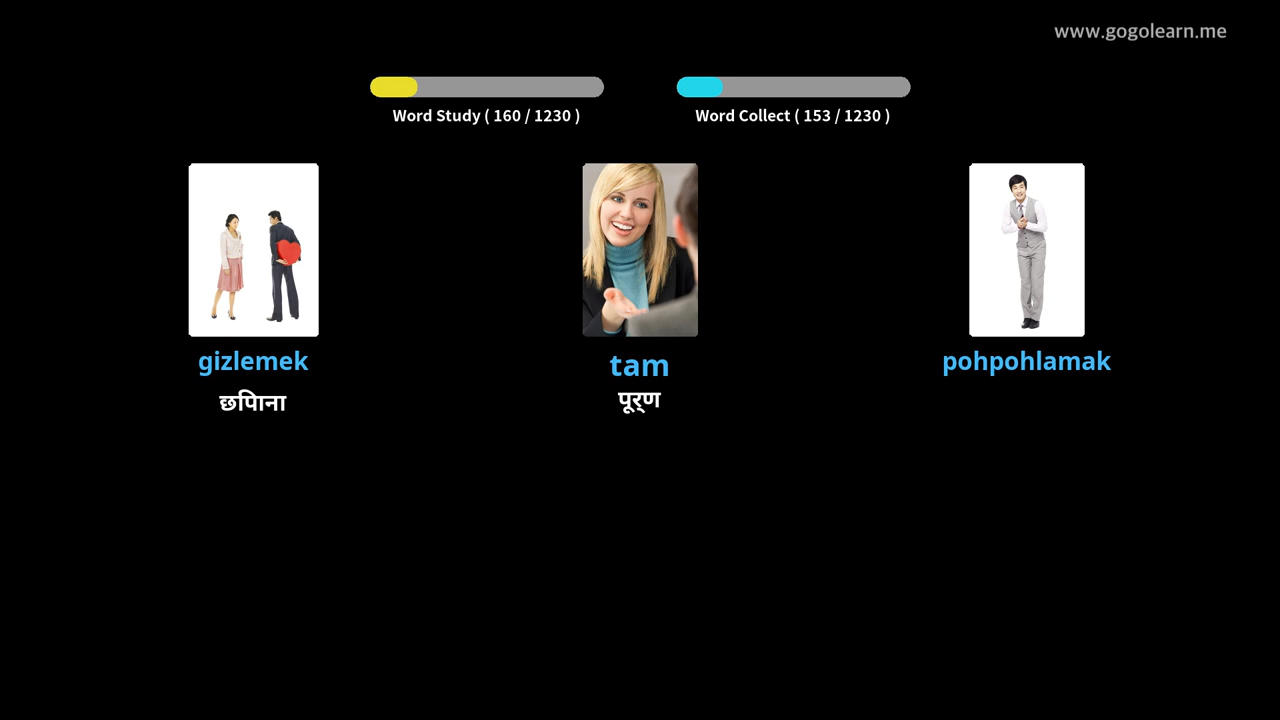 www.gogolearn.me
Word Study ( 160 / 1230 )
Word Collect ( 153 / 1230 )
gizlemek
tam
pohpohlamak
छिपाना
पूर्ण